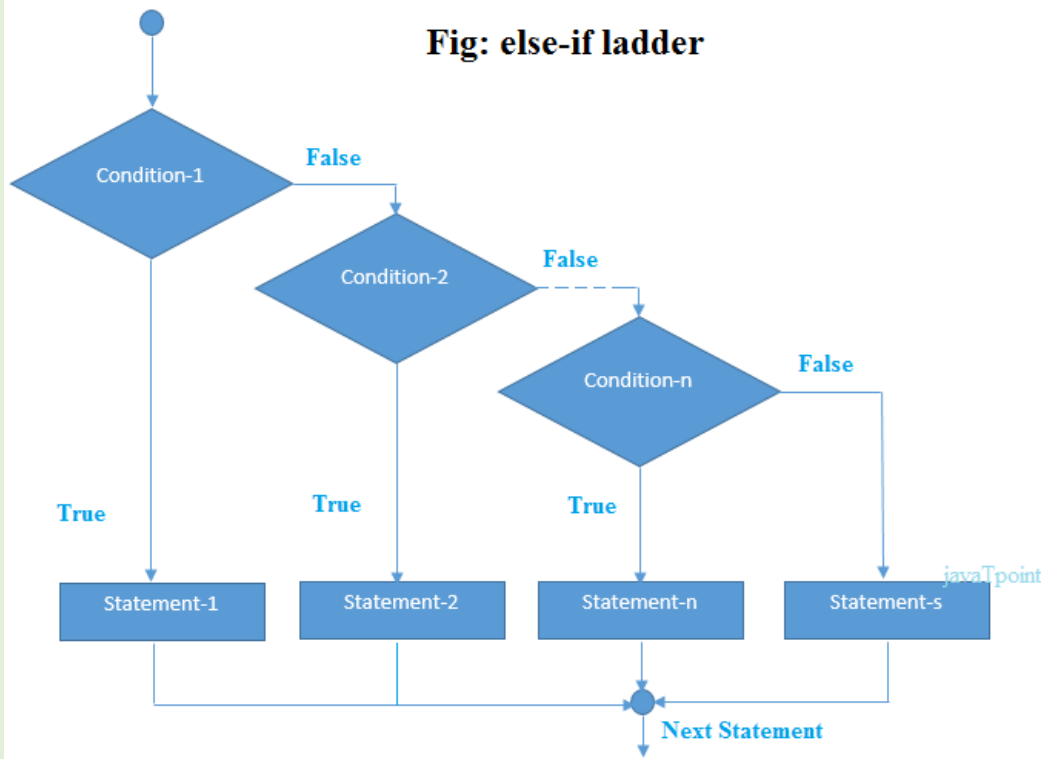 Fig: else-if ladder
Condition-1
False
Condition-2
False
Condition-n
False
True
True
True
javaTpoint
Statement-1
Statement-2
Statement-n
Statement-s
Next Statement